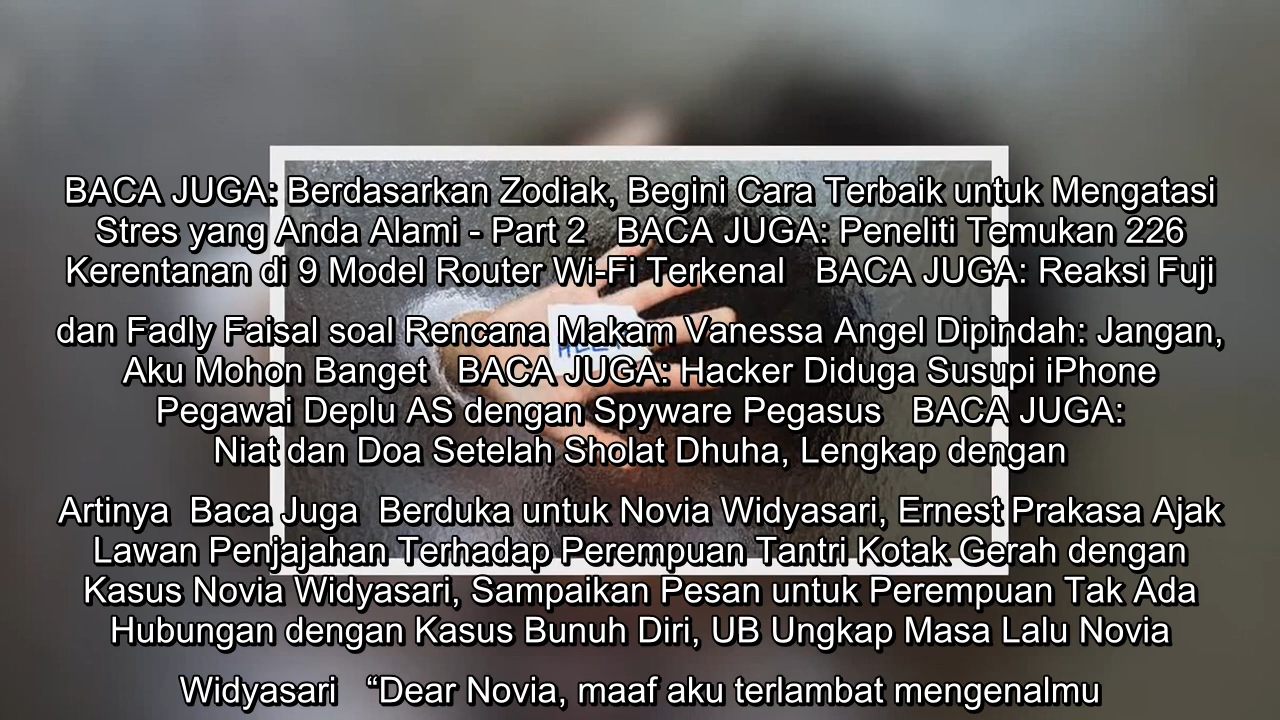 BACA JUGA: Berdasarkan Zodiak, Begini Cara Terbaik untuk Mengatasi
Stres yang Anda Alami - Part 2   BACA JUGA: Peneliti Temukan 226
Kerentanan di 9 Model Router Wi-Fi Terkenal   BACA JUGA: Reaksi Fuji
dan Fadly Faisal soal Rencana Makam Vanessa Angel Dipindah: Jangan,
Aku Mohon Banget   BACA JUGA: Hacker Diduga Susupi iPhone
Pegawai Deplu AS dengan Spyware Pegasus   BACA JUGA:
Niat dan Doa Setelah Sholat Dhuha, Lengkap dengan
Artinya  Baca Juga  Berduka untuk Novia Widyasari, Ernest Prakasa Ajak
Lawan Penjajahan Terhadap Perempuan Tantri Kotak Gerah dengan
Kasus Novia Widyasari, Sampaikan Pesan untuk Perempuan Tak Ada
Hubungan dengan Kasus Bunuh Diri, UB Ungkap Masa Lalu Novia
Widyasari   “Dear Novia, maaf aku terlambat mengenalmu